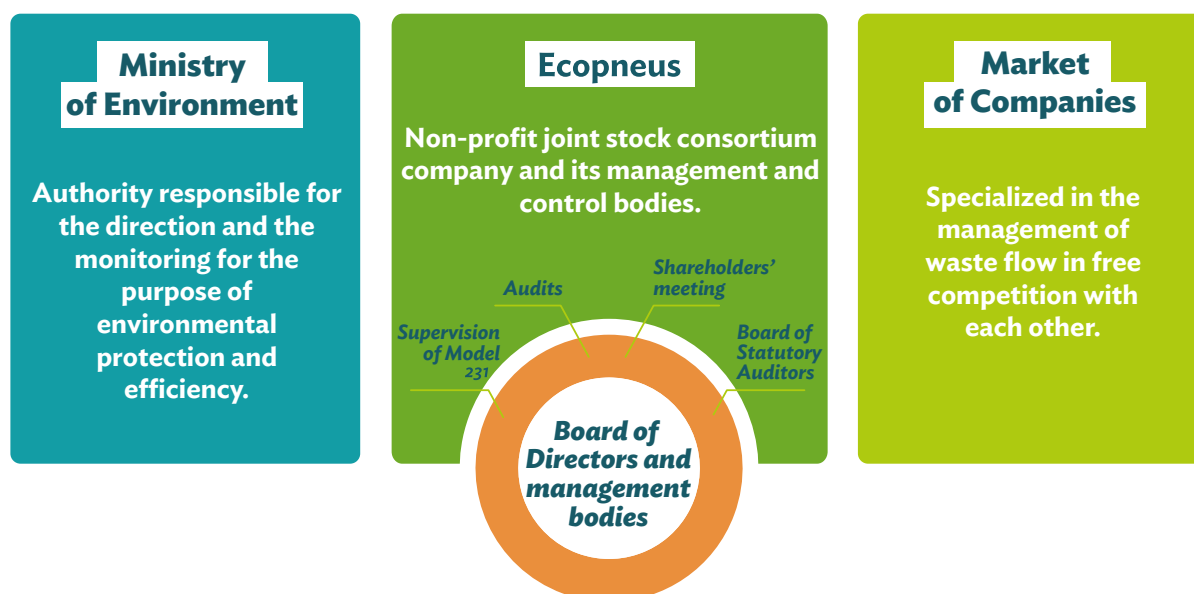 Ministry
of Environment
Authority responsible for
the direction and the
monitoring for the
purpose of
environmental
protection and
efficiency.
Ecopneus
Non-profit joint stock consortium
company and its management and
control bodies.
Supervision
of Model
231
Audits
Shareholders’
meeting
Board of
Statutory
Auditors
Board of
Directors and
management
bodies
Market
of Companies
Specialized in the
management of
waste flow in free
competition with
each other.